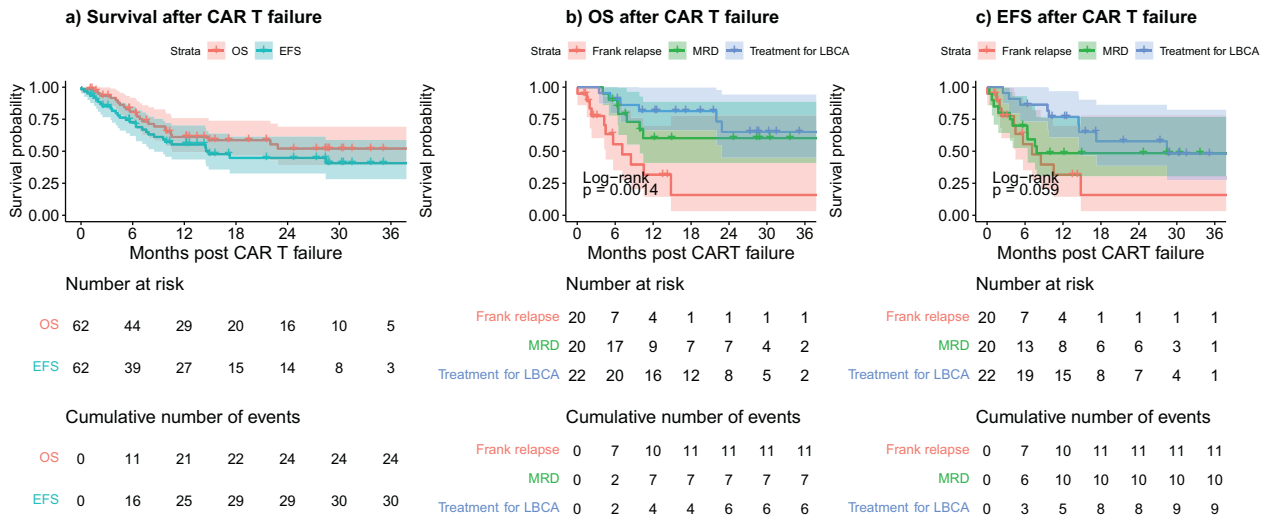 a) Survival after CAR T failure
Strata OS EFS
Survival probability
1.00
0.75
0.50
0.25
0.00
0 6 12 18 24 30 36
Months post CAR T failure
Number at risk
OS 62 44 29 20 16 10 5
EFS 62 39 27 15 14 8 3
Cumulative number of events
OS 0 11 21 22 24 24 24
EFS 0 16 25 29 29 30 30
b) OS after CAR T failure
Strata Frank relapse MRD Treatment for LBCA
Survival probability
1.00
0.75
0.50
0.25
0.00
Log−rank
p = 0.0014
0 6 12 18 24 30 36
Months post CART failure
Number at risk
Frank relapse 20 7 4 1 1 1 1
MRD 20 17 9 7 7 4 2
Treatment for LBCA 22 20 16 12 8 5 2
Cumulative number of events
Frank relapse 0 7 10 11 11 11 11
MRD 0 2 7 7 7 7 7
Treatment for LBCA 0 2 4 4 6 6 6
c) EFS after CAR T failure
Strata Frank relapse MRD Treatment for LBCA
Survival probability
1.00
0.75
0.50
0.25
0.00
Log−rank
p = 0.059
0 6 12 18 24 30 36
Months post CART failure
Number at risk
Frank relapse 20 7 4 1 1 1 1
MRD 20 13 8 6 6 3 1
Treatment for LBCA 22 19 15 8 7 4 1
Cumulative number of events
Frank relapse 0 7 10 11 11 11 11
MRD 0 6 10 10 10 10 10
Treatment for LBCA 0 3 5 8 8 9 9